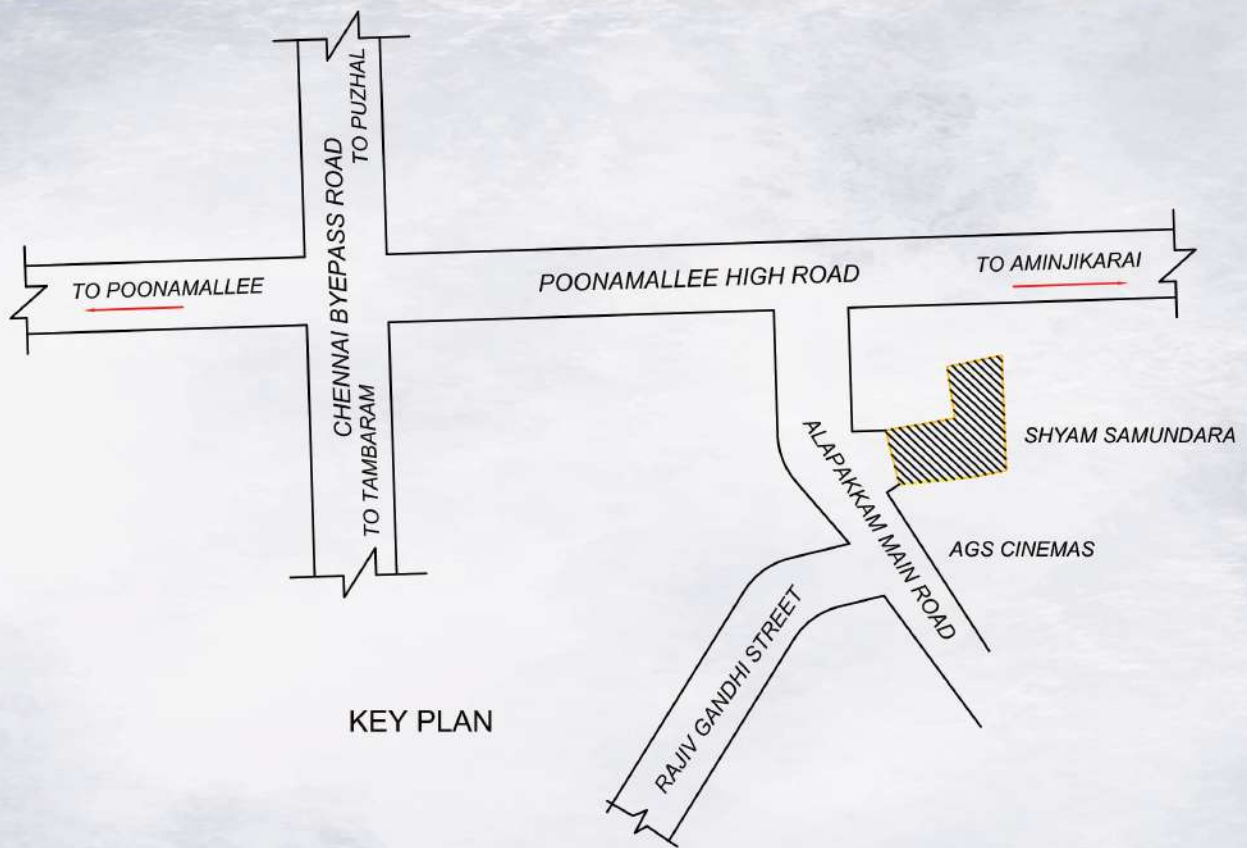 CHENNAI BYEPASS ROAD
TO PUZHAL
TO POONAMALLEE
POONAMALLEE HIGH ROAD
TO AMINJIKARAI
TO TAMBARAM
ALAPAKKAM MAIN ROAD
SHYAM SAMUNDARA
AGS CINEMAS
RAJIV GANDHI STREET
KEY PLAN